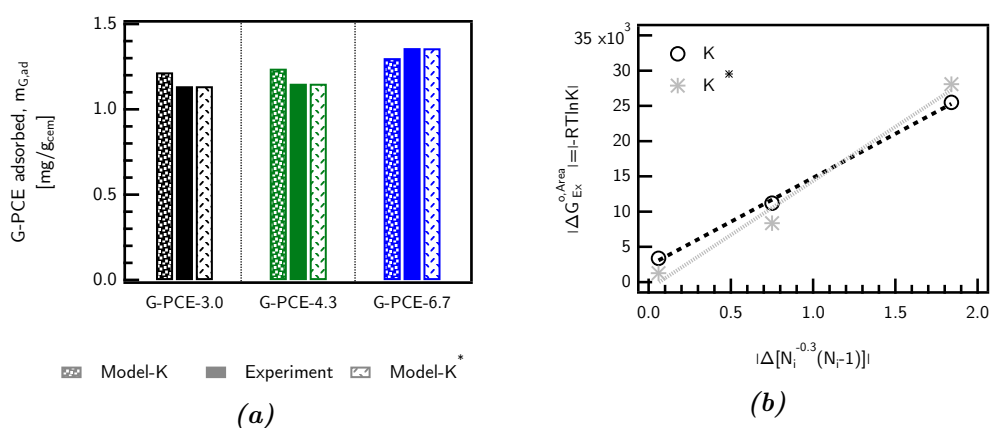 G-PCE adsorbed, m_G,ad
[mg/g_cem]
1.5
1.0
0.5
0.0
G-PCE-3.0
G-PCE-4.3
G-PCE-6.7
Model-K
Experiment
Model-K*
(a)
35 x10^3
30
25
20
15
10
5
0
|ΔG_Ex^o,Area|=|-RTlnK|
K
K*
0.0
0.5
1.0
1.5
2.0
|Δ[N_i^-0.3(N_i-1)]|
(b)